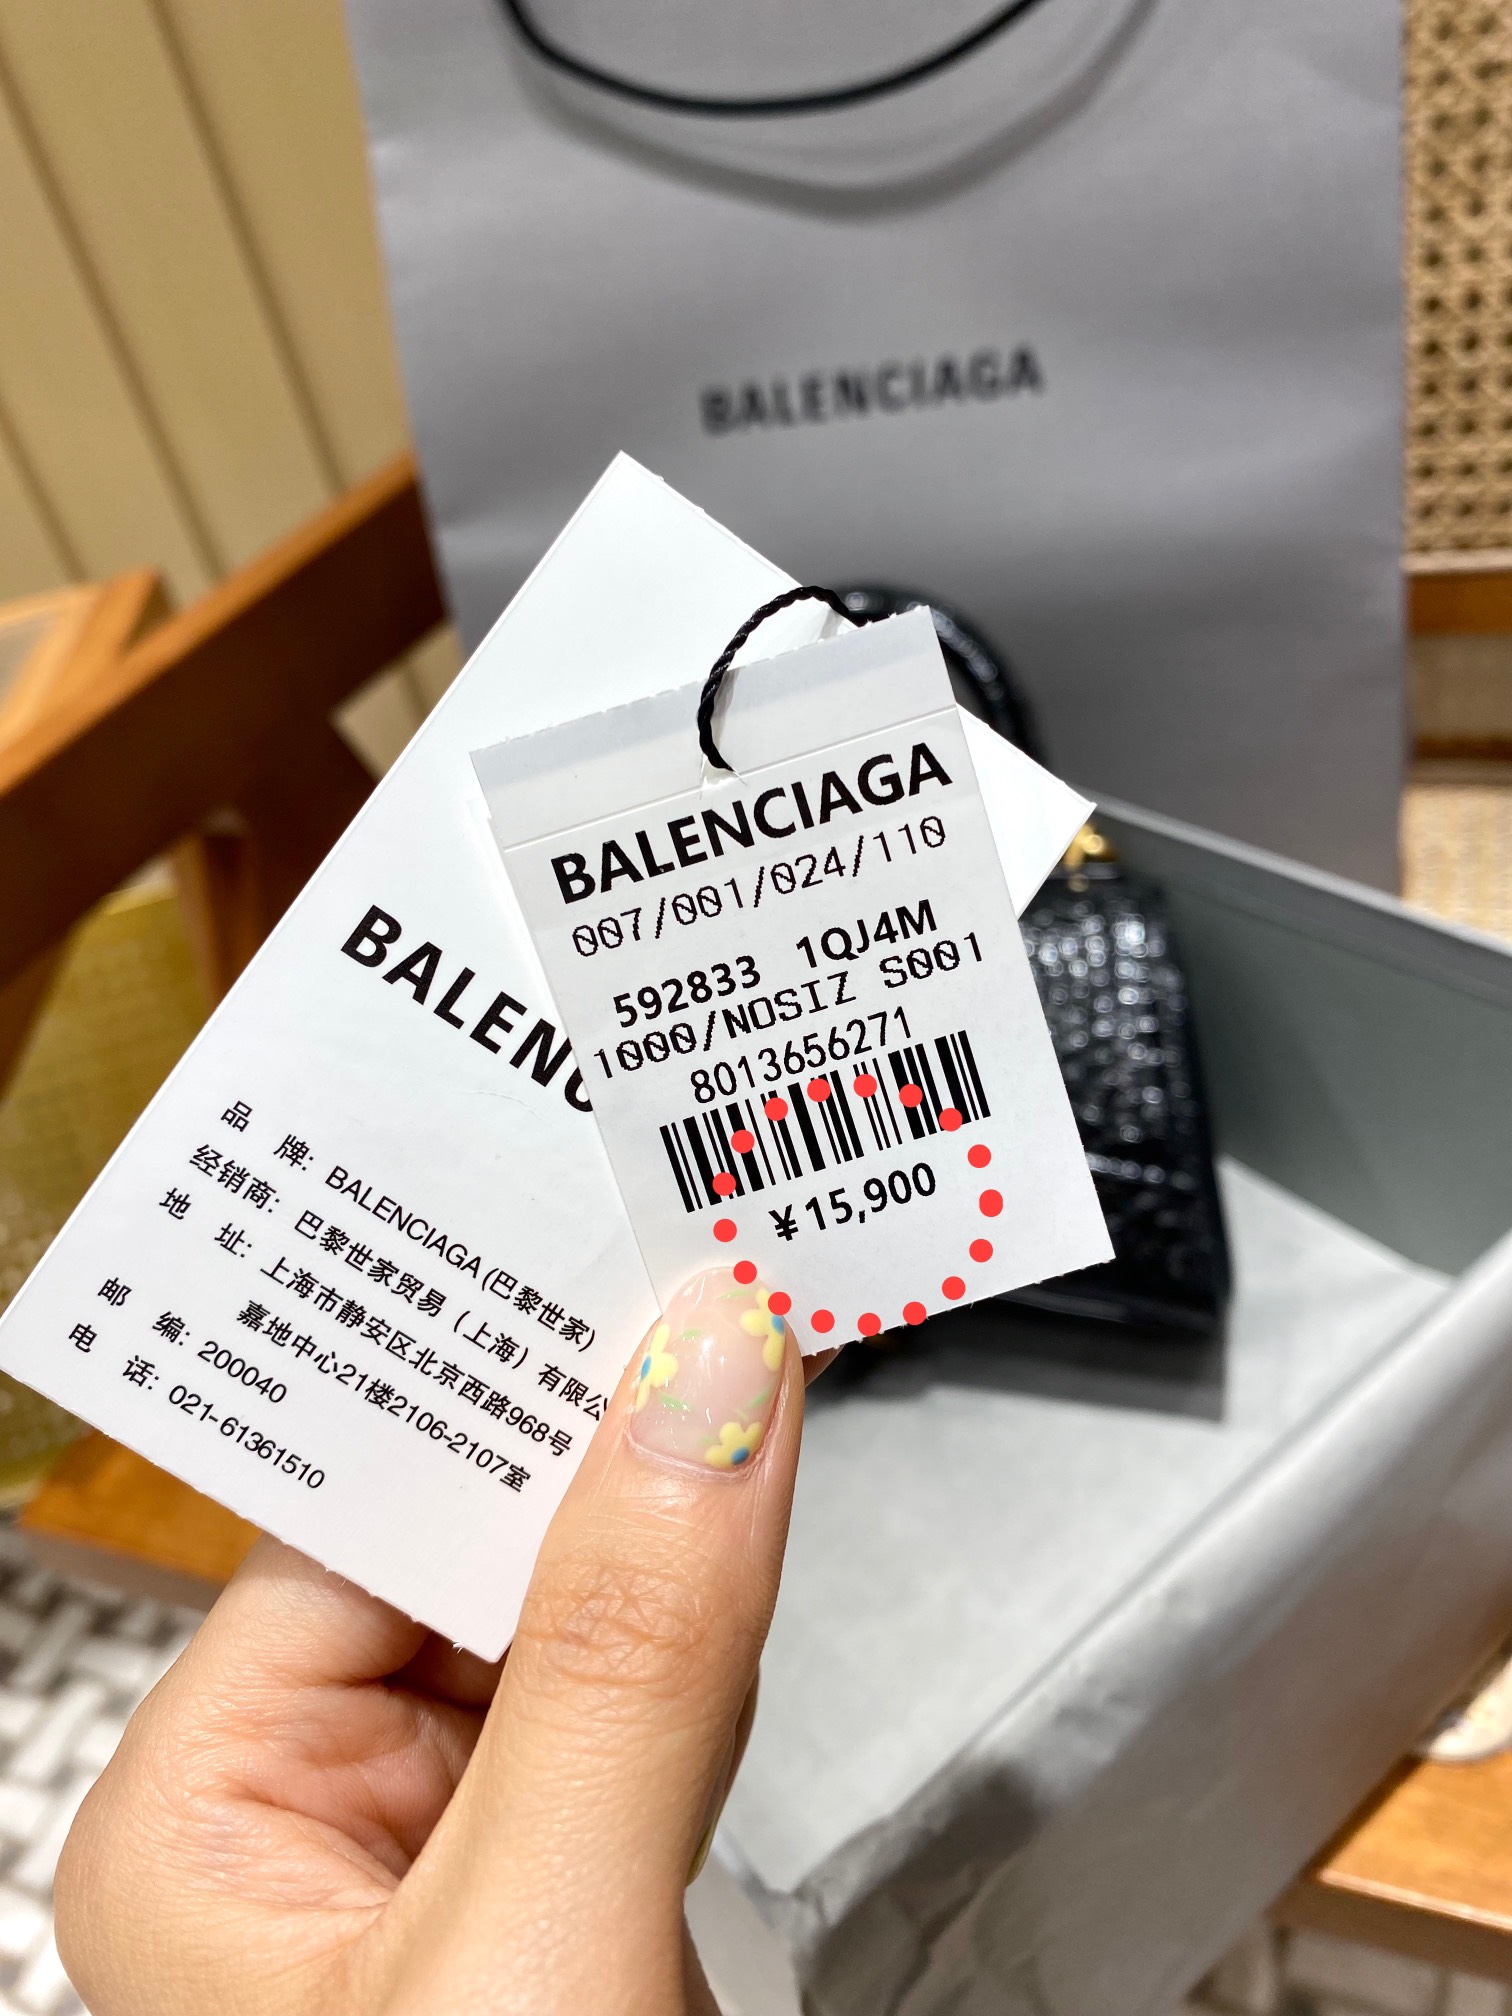 BALENCIAGA
BALENCIAGA
007/001/024/110
592833 1QJ4M
1000/NOSIZ S001
8013656271
¥15,900
品 牌: BALENCIAGA(巴黎世家)
经销商: 巴黎世家贸易（上海）有限公
地 址: 上海市静安区北京西路968号
嘉地中心21楼2106-2107室
邮 编: 200040
电 话: 021-61361510